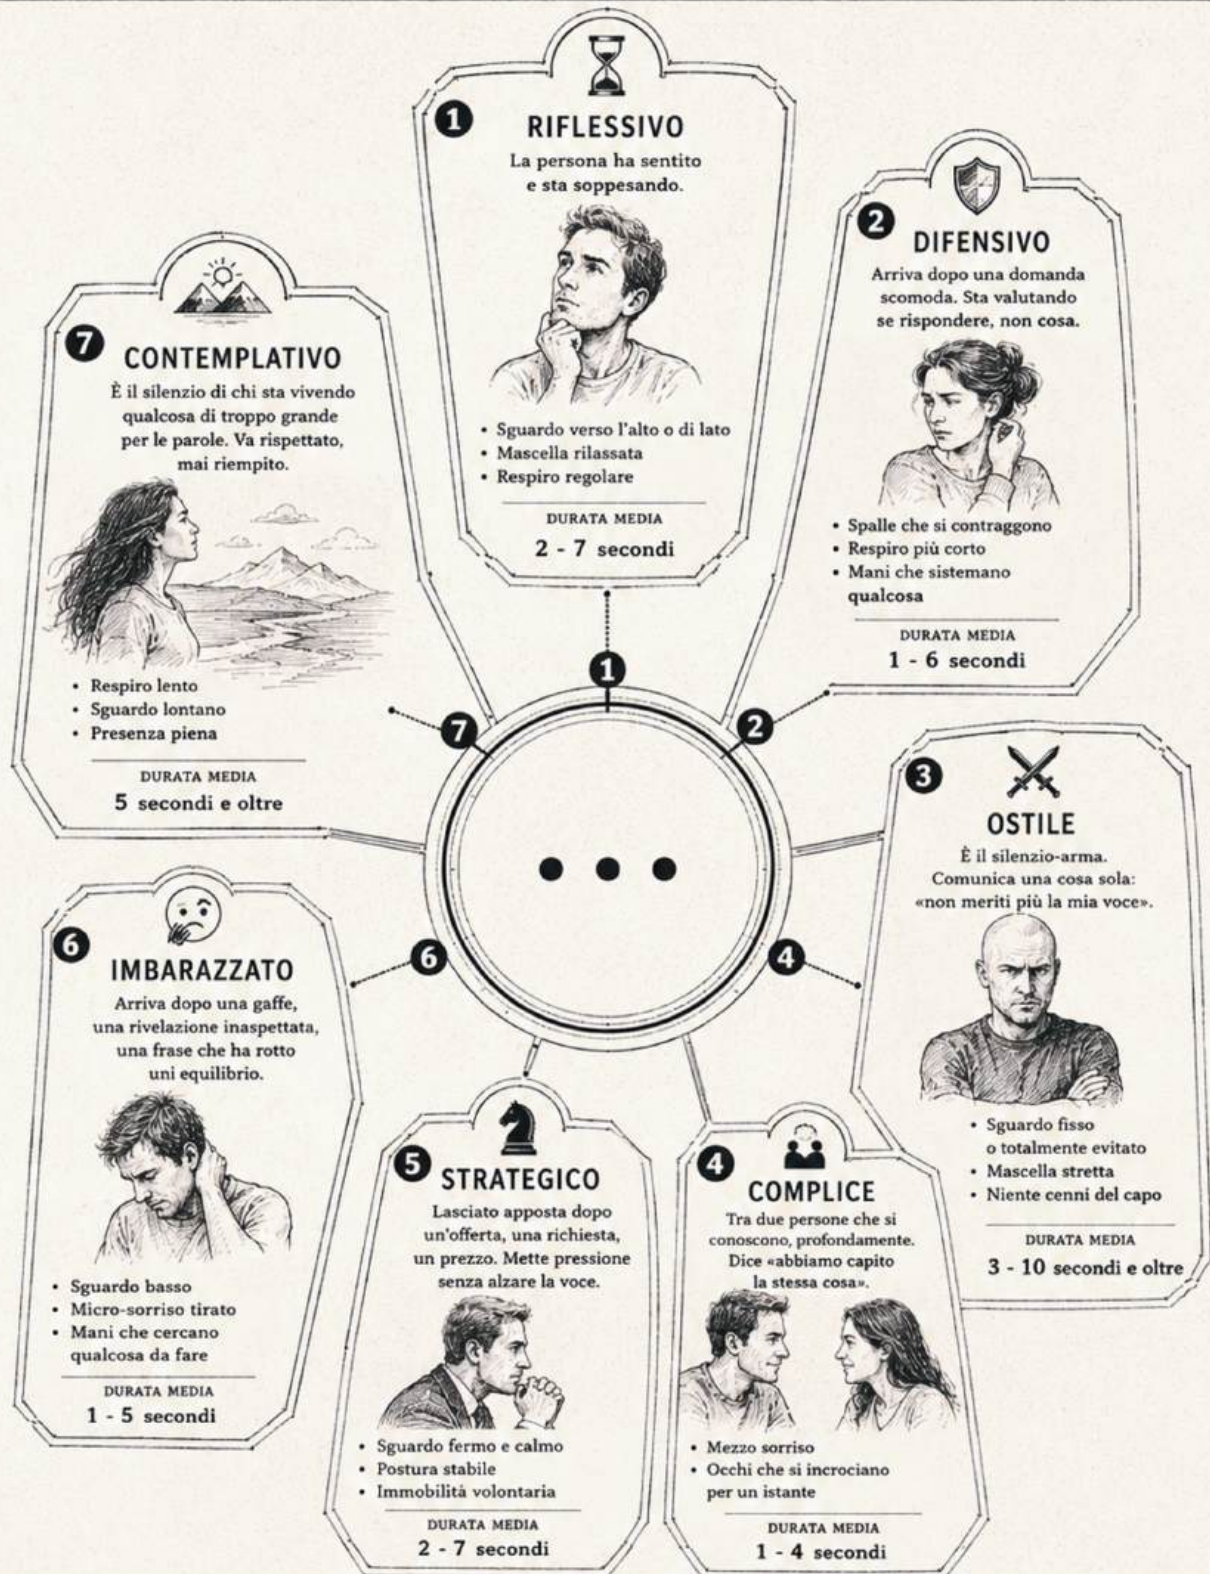 1
RIFLESSIVO
La persona ha sentito
e sta soppesando.
• Sguardo verso l'alto o di lato
• Mascella rilassata
• Respiro regolare
DURATA MEDIA
2 - 7 secondi
2
DIFENSIVO
Arriva dopo una domanda
scomoda. Sta valutando
se rispondere, non cosa.
• Spalle che si contraggono
• Respiro più corto
• Mani che sistemano
qualcosa
DURATA MEDIA
1 - 6 secondi
3
OSTILE
È il silenzio-arma.
Comunica una cosa sola:
«non meriti più la mia voce».
• Sguardo fisso
o totalmente evitato
• Mascella stretta
• Niente cenni del capo
DURATA MEDIA
3 - 10 secondi e oltre
4
COMPLICE
Tra due persone che si
conoscono, profondamente.
Dice «abbiamo capito
la stessa cosa».
• Mezzo sorriso
• Occhi che si incrociano
per un istante
DURATA MEDIA
1 - 4 secondi
5
STRATEGICO
Lasciato apposta dopo
un'offerta, una richiesta,
un prezzo. Mette pressione
senza alzare la voce.
• Sguardo fermo e calmo
• Postura stabile
• Immobilità volontaria
DURATA MEDIA
2 - 7 secondi
6
IMBARAZZATO
Arriva dopo una gaffe,
una rivelazione inaspettata,
una frase che ha rotto
uni equilibrio.
• Sguardo basso
• Micro-sorriso tirato
• Mani che cercano
qualcosa da fare
DURATA MEDIA
1 - 5 secondi
7
CONTEMPLATIVO
È il silenzio di chi sta vivendo
qualcosa di troppo grande
per le parole. Va rispettato,
mai riempito.
• Respiro lento
• Sguardo lontano
• Presenza piena
DURATA MEDIA
5 secondi e oltre
1
2
4
6
7
• • •